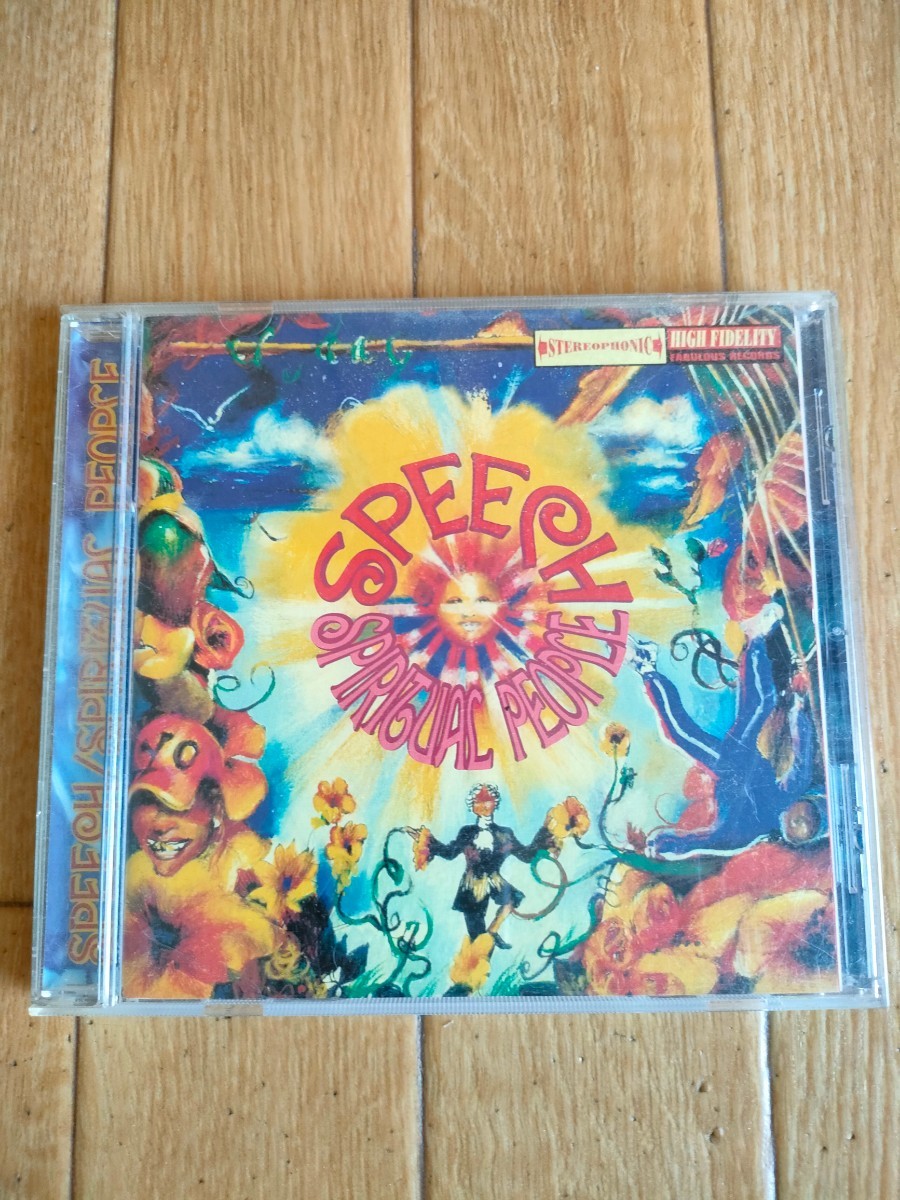 STEREOPHONIC
HIGH FIDELITY
FABULOUS RECORDS
SPEECH
SPIRITUAL PEOPLE
SPEECH/SPIRITUAL PEOPLE